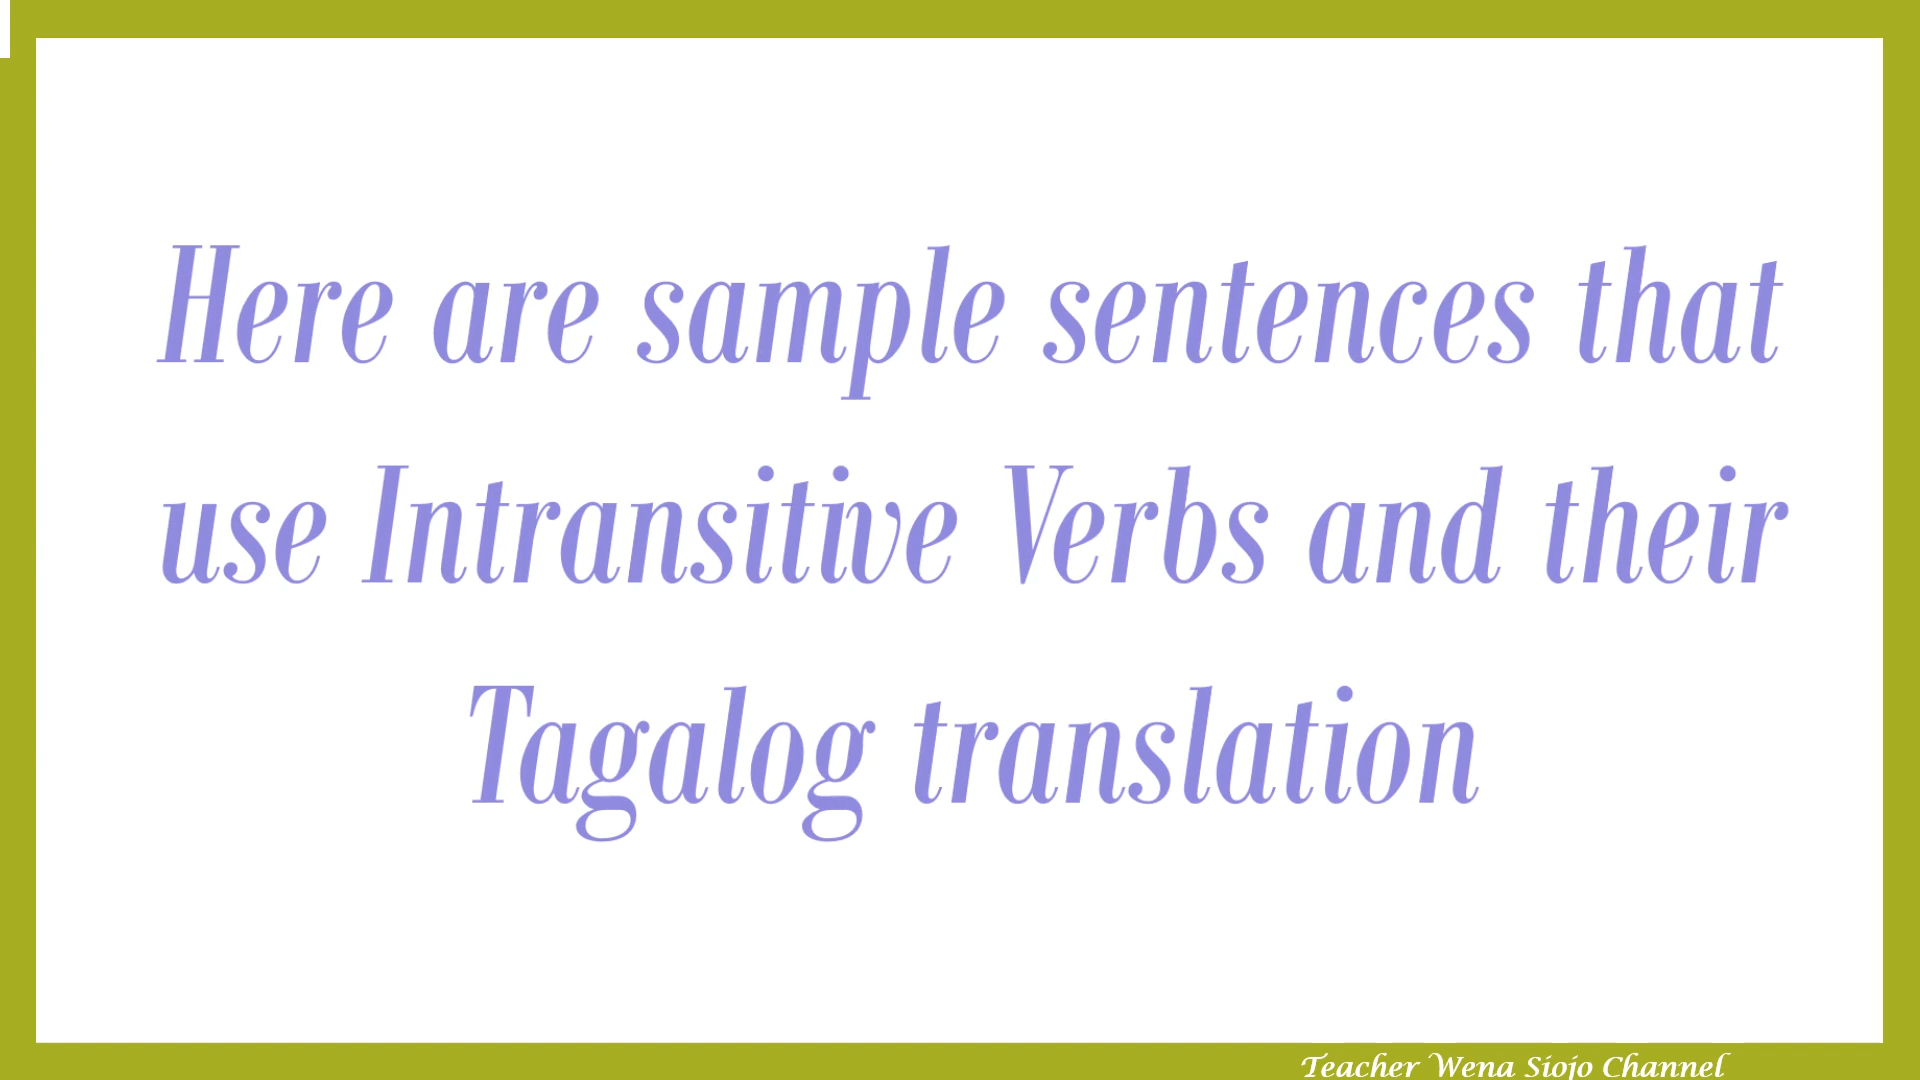 Here are sample sentences that
use Intransitive Verbs and their
Tagalog translation
Teacher Wena Siojo Channel